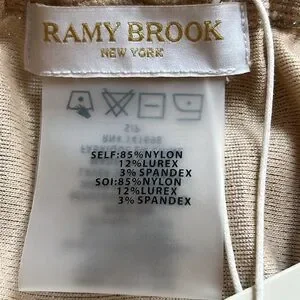 RAMY BROOK
NEW YORK
SELF:85%NYLON
12%LUREX
3% SPANDEX
SOI:85%NYLON
12%LUREX
3% SPANDEX